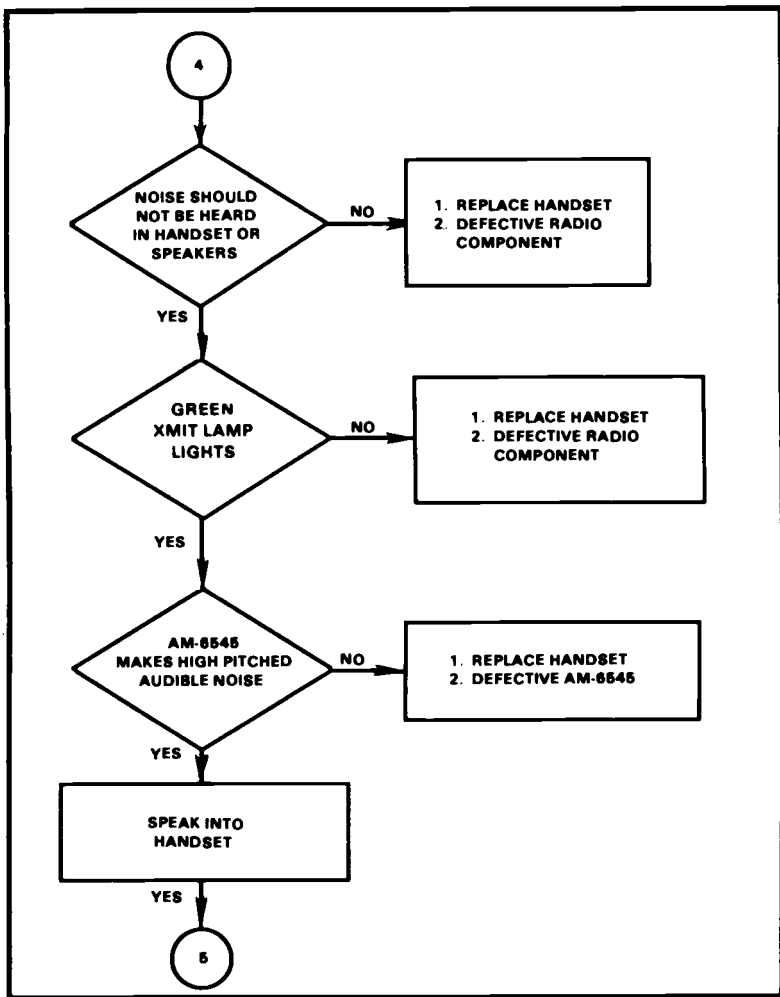 4
NOISE SHOULD
NOT BE HEARD
IN HANDSET OR
SPEAKERS
NO
1. REPLACE HANDSET
2. DEFECTIVE RADIO
COMPONENT
YES
GREEN
XMIT LAMP
LIGHTS
NO
1. REPLACE HANDSET
2. DEFECTIVE RADIO
COMPONENT
YES
AM-6545
MAKES HIGH PITCHED
AUDIBLE NOISE
NO
1. REPLACE HANDSET
2. DEFECTIVE AM-6545
YES
SPEAK INTO
HANDSET
YES
5